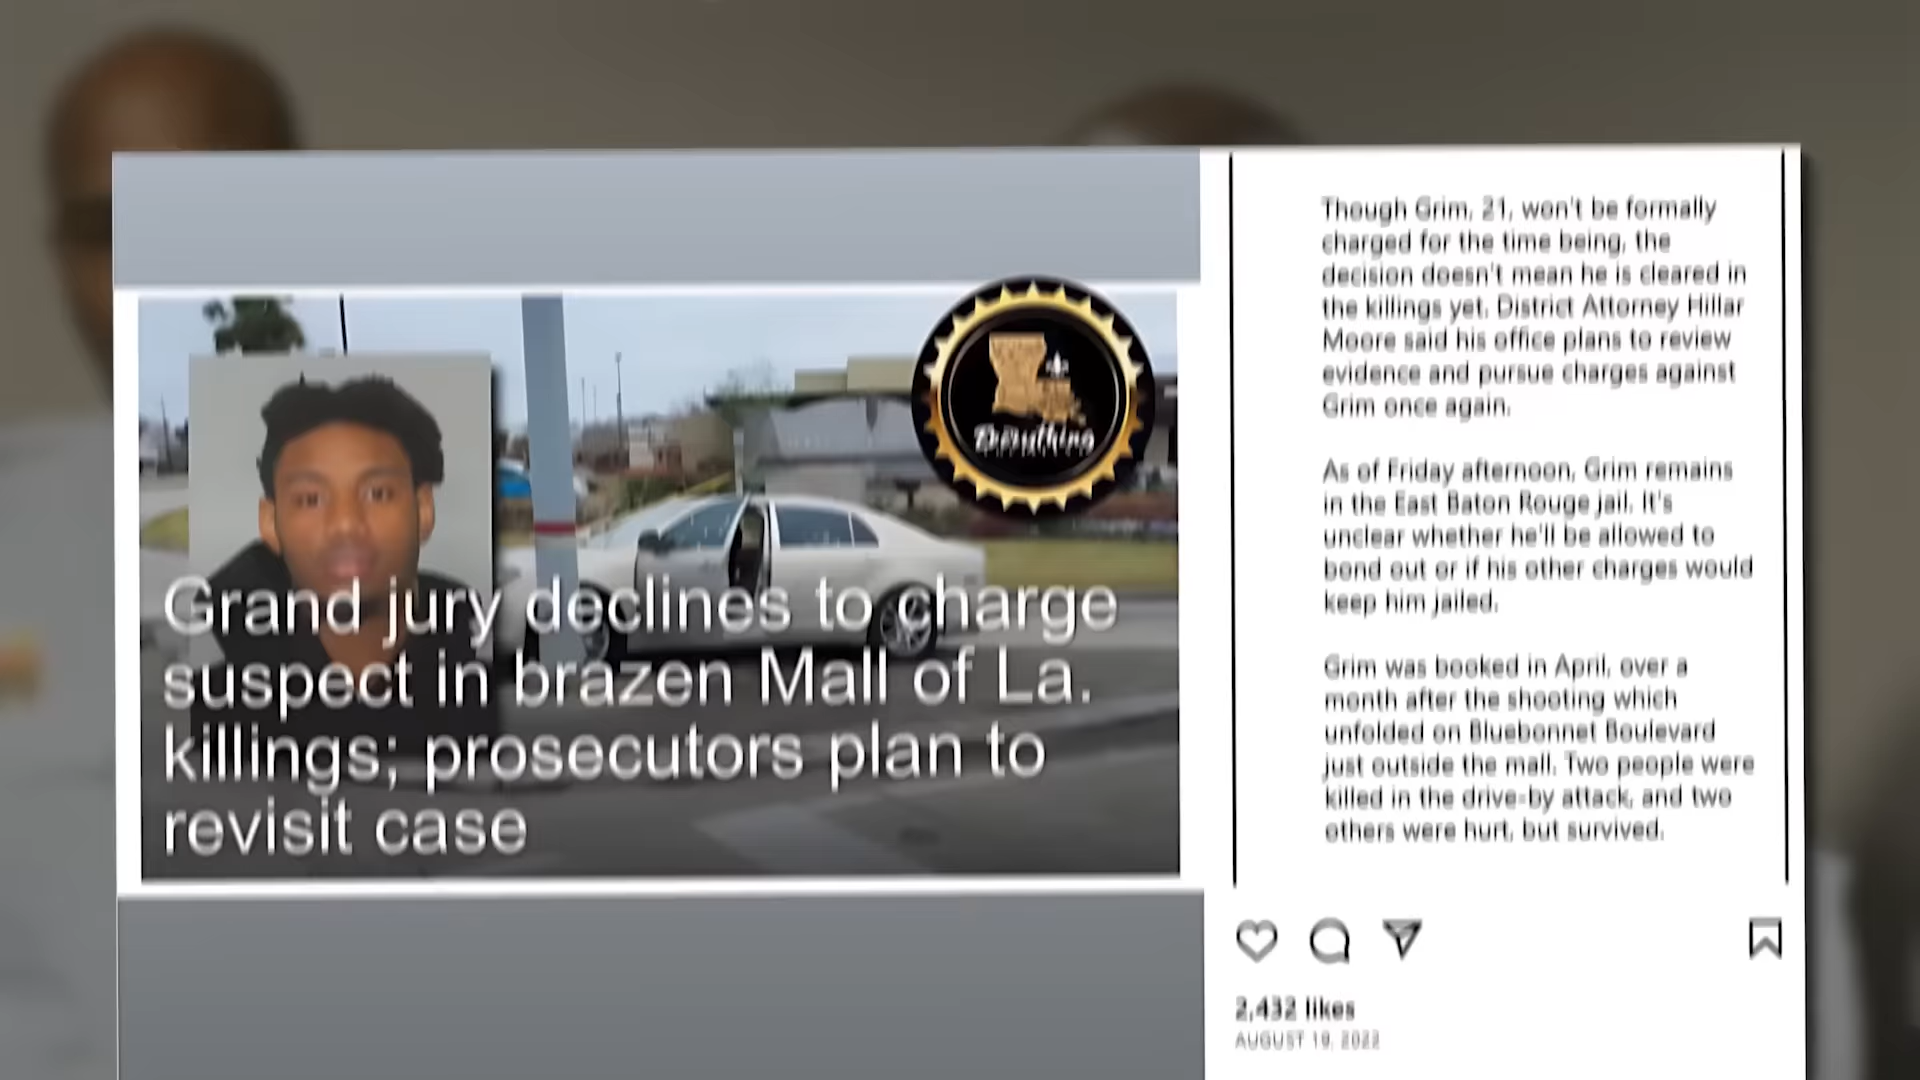 Everything
Grand jury declines to charge
suspect in brazen Mall of La.
killings; prosecutors plan to
revisit case
Though Grim, 21, won't be formally
charged for the time being, the
decision doesn't mean he is cleared in
the killings yet. District Attorney Hillar
Moore said his office plans to review
evidence and pursue charges against
Grim once again.
As of Friday afternoon, Grim remains
in the East Baton Rouge jail. It's
unclear whether he'll be allowed to
bond out or if his other charges would
keep him jailed.
Grim was booked in April, over a
month after the shooting which
unfolded on Bluebonnet Boulevard
just outside the mall. Two people were
killed in the drive-by attack, and two
others were hurt, but survived.
2,432 likes
AUGUST 19, 2022